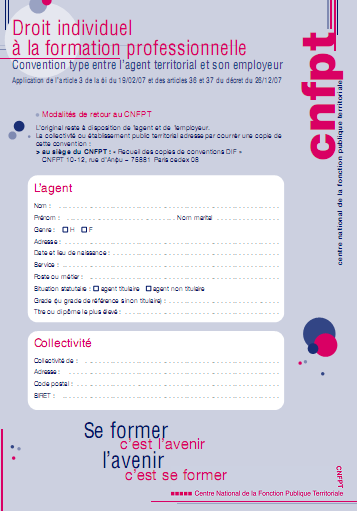 Droit individuel
à la formation professionnelle
Convention type entre l'agent territorial et son employeur
Application de l'article 3 de la loi du 19/02/07 et des articles 36 et 37 du décret du 26/12/07
cnfpt
centre national de la fonction publique territoriale
Modalités de retour au CNFPT
L'original reste à disposition de l'agent et de l'employeur.
La collectivité ou établissement public territorial adresse par courrier une copie de
cette convention :
> au siège du CNFPT : « Recueil des copies de conventions DIF »
CNFPT 10-12, rue d'Anjou – 75381 Paris cedex 08
L'agent
Nom :
Prénom : Nom marital
Genre : H F
Adresse :
Date et lieu de naissance :
Service :
Poste ou métier :
Situation statutaire : agent titulaire agent non titulaire
Grade (ou grade de référence si non titulaire) :
Titre ou diplôme le plus élevé :
Collectivité
Collectivité de :
Adresse :
Code postal :
SIRET :
Se former
c'est l'avenir
l'avenir
c'est se former
CNFPT
Centre National de la Fonction Publique Territoriale